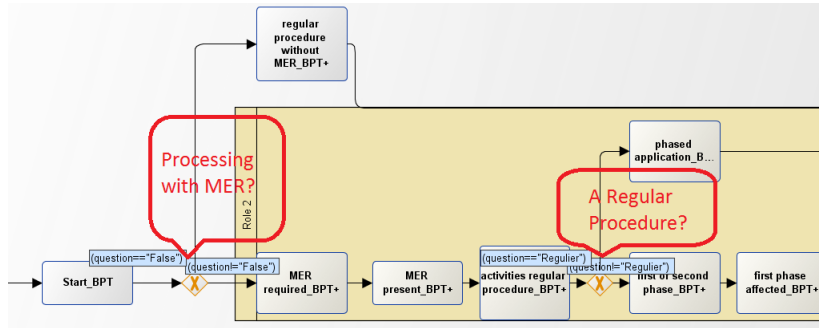 regular
procedure
without
MER_BPT+
phased
application_B...
Processing
with MER?
A Regular
Procedure?
Role 2
(question=="False")
(question!="False")
(question=="Regulier")
(question!="Regulier")
Start_BPT
MER
required_BPT+
MER
present_BPT+
activities regular
procedure_BPT+
first of second
phase_BPT+
first phase
affected_BPT+